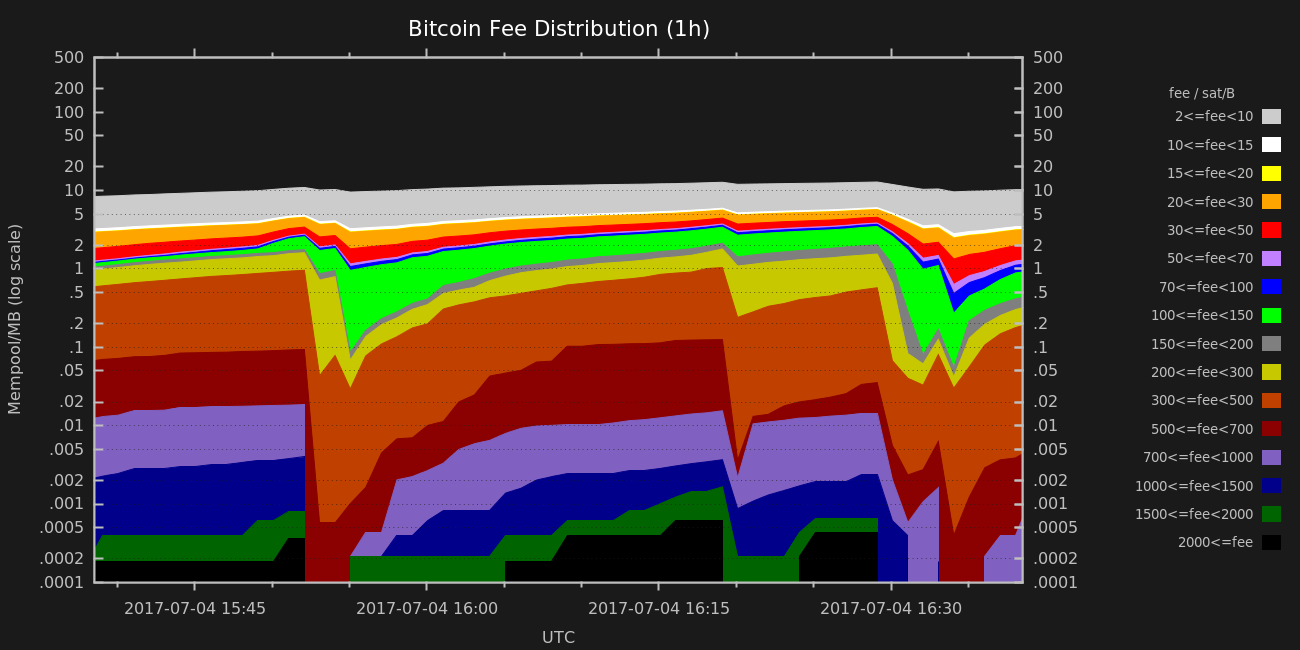 Bitcoin Fee Distribution (1h)
Mempool/MB (log scale)
500
200
100
50
20
10
5
2
1
.5
.2
.1
.05
.02
.01
.005
.002
.001
.0005
.0002
.0001
500
200
100
50
20
10
5
2
1
.5
.2
.1
.05
.02
.01
.005
.002
.001
.0005
.0002
.0001
2017-07-04 15:45
2017-07-04 16:00
2017-07-04 16:15
2017-07-04 16:30
UTC
fee / sat/B
2<=fee<10
10<=fee<15
15<=fee<20
20<=fee<30
30<=fee<50
50<=fee<70
70<=fee<100
100<=fee<150
150<=fee<200
200<=fee<300
300<=fee<500
500<=fee<700
700<=fee<1000
1000<=fee<1500
1500<=fee<2000
2000<=fee